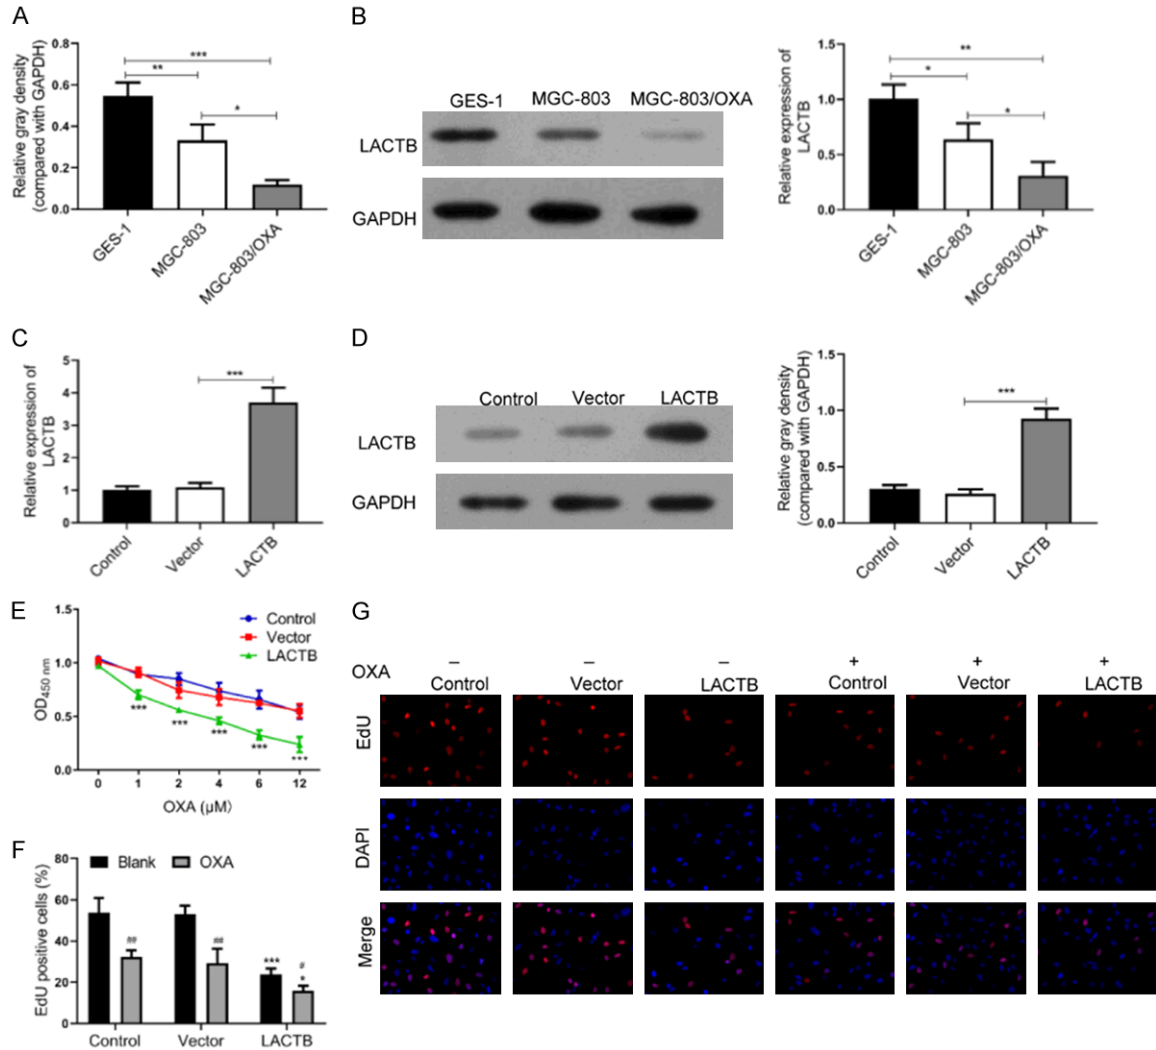 A
Relative gray density
(compared with GAPDH)
0.8
0.6
0.4
0.2
0.0
***
**
*
GES-1
MGC-803
MGC-803/OXA
B
GES-1 MGC-803 MGC-803/OXA
LACTB
GAPDH
Relative expression of
LACTB
1.5
1.0
0.5
0.0
**
*
*
GES-1
MGC-803
MGC-803/OXA
C
Relative expression of
LACTB
5
4
3
2
1
0
***
Control
Vector
LACTB
D
Control Vector LACTB
LACTB
GAPDH
Relative gray density
(compared with GAPDH)
1.5
1.0
0.5
0.0
***
Control
Vector
LACTB
E
OD450 nm
1.5
1.0
0.5
0.0
Control
Vector
LACTB
*** *** *** *** ***
0 1 2 4 6 12
OXA (μM)
F
EdU positive cells (%)
80
60
40
20
0
Blank OXA
## ## *** # *
Control Vector LACTB
G
OXA – – – + + +
Control Vector LACTB Control Vector LACTB
EdU
DAPI
Merge